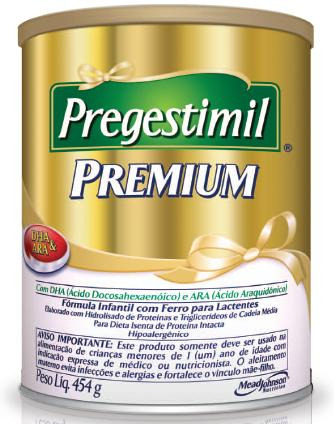 Pregestimil®
PREMIUM
DHA &
ARA
Com DHA (Ácido Docosahexaenóico) e ARA (Ácido Araquidônico)
Fórmula Infantil com Ferro para Lactentes
Elaborado com Hidrolisado de Proteínas e Triglicerídeos de Cadeia Média
Para Dieta Isenta de Proteína Intacta
Hipoalergênico
AVISO IMPORTANTE: Este produto somente deve ser usado na
alimentação de crianças menores de 1 (um) ano de idade com
indicação expressa de médico ou nutricionista. O aleitamento
materno evita infecções e alergias e fortalece o vínculo mãe-filho.
Peso Líq. 454 g
MeadJohnson
Nutrition